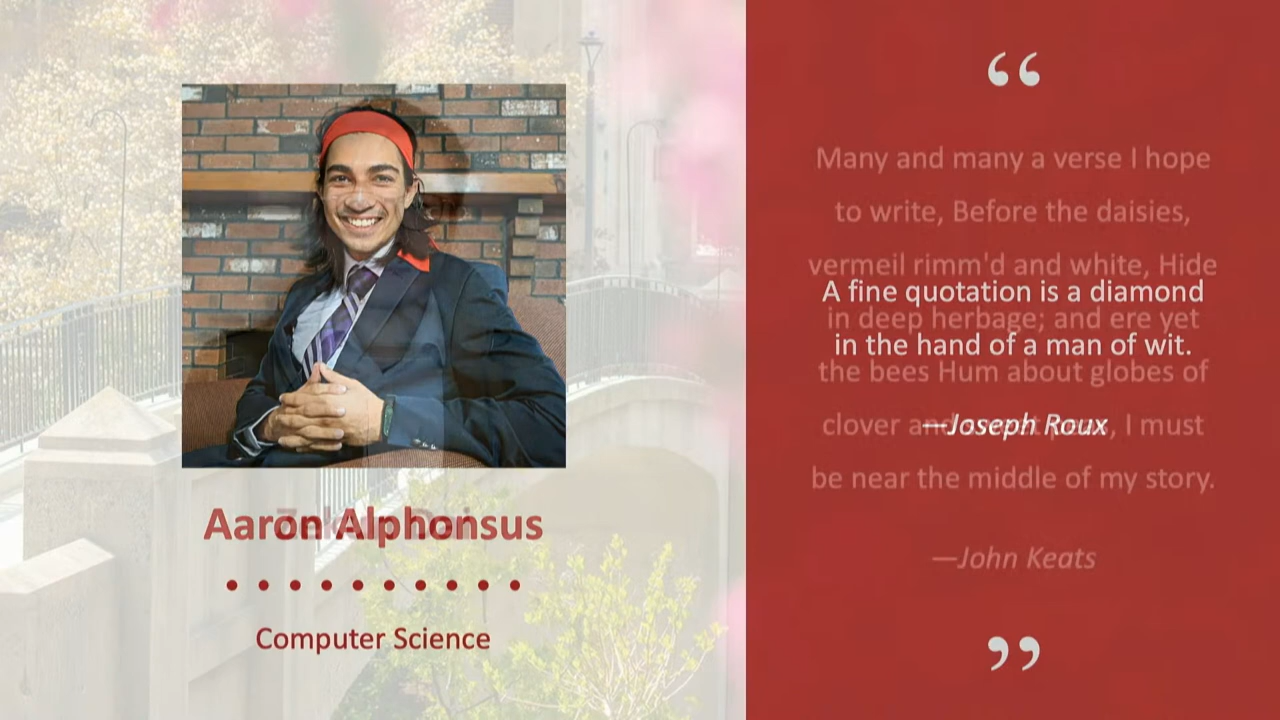 Aaron Alphonsus
Computer Science
“
Many and many a verse I hope
to write, Before the daisies,
vermeil rimm'd and white, Hide
A fine quotation is a diamond
in deep herbage; and ere yet
in the hand of a man of wit.
the bees Hum about globes of
clover and , I must
—Joseph Roux
be near the middle of my story.
—John Keats
”